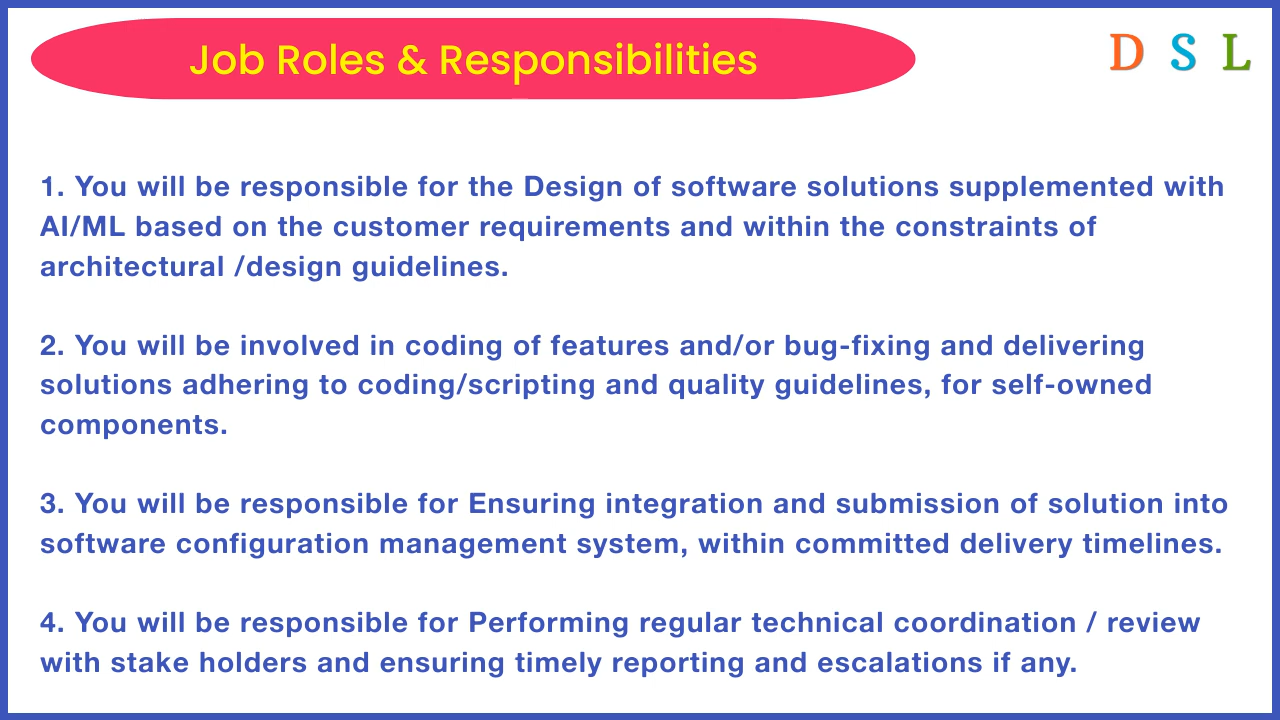 Job Roles & Responsibilities
D S L
1. You will be responsible for the Design of software solutions supplemented with
AI/ML based on the customer requirements and within the constraints of
architectural /design guidelines.
2. You will be involved in coding of features and/or bug-fixing and delivering
solutions adhering to coding/scripting and quality guidelines, for self-owned
components.
3. You will be responsible for Ensuring integration and submission of solution into
software configuration management system, within committed delivery timelines.
4. You will be responsible for Performing regular technical coordination / review
with stake holders and ensuring timely reporting and escalations if any.